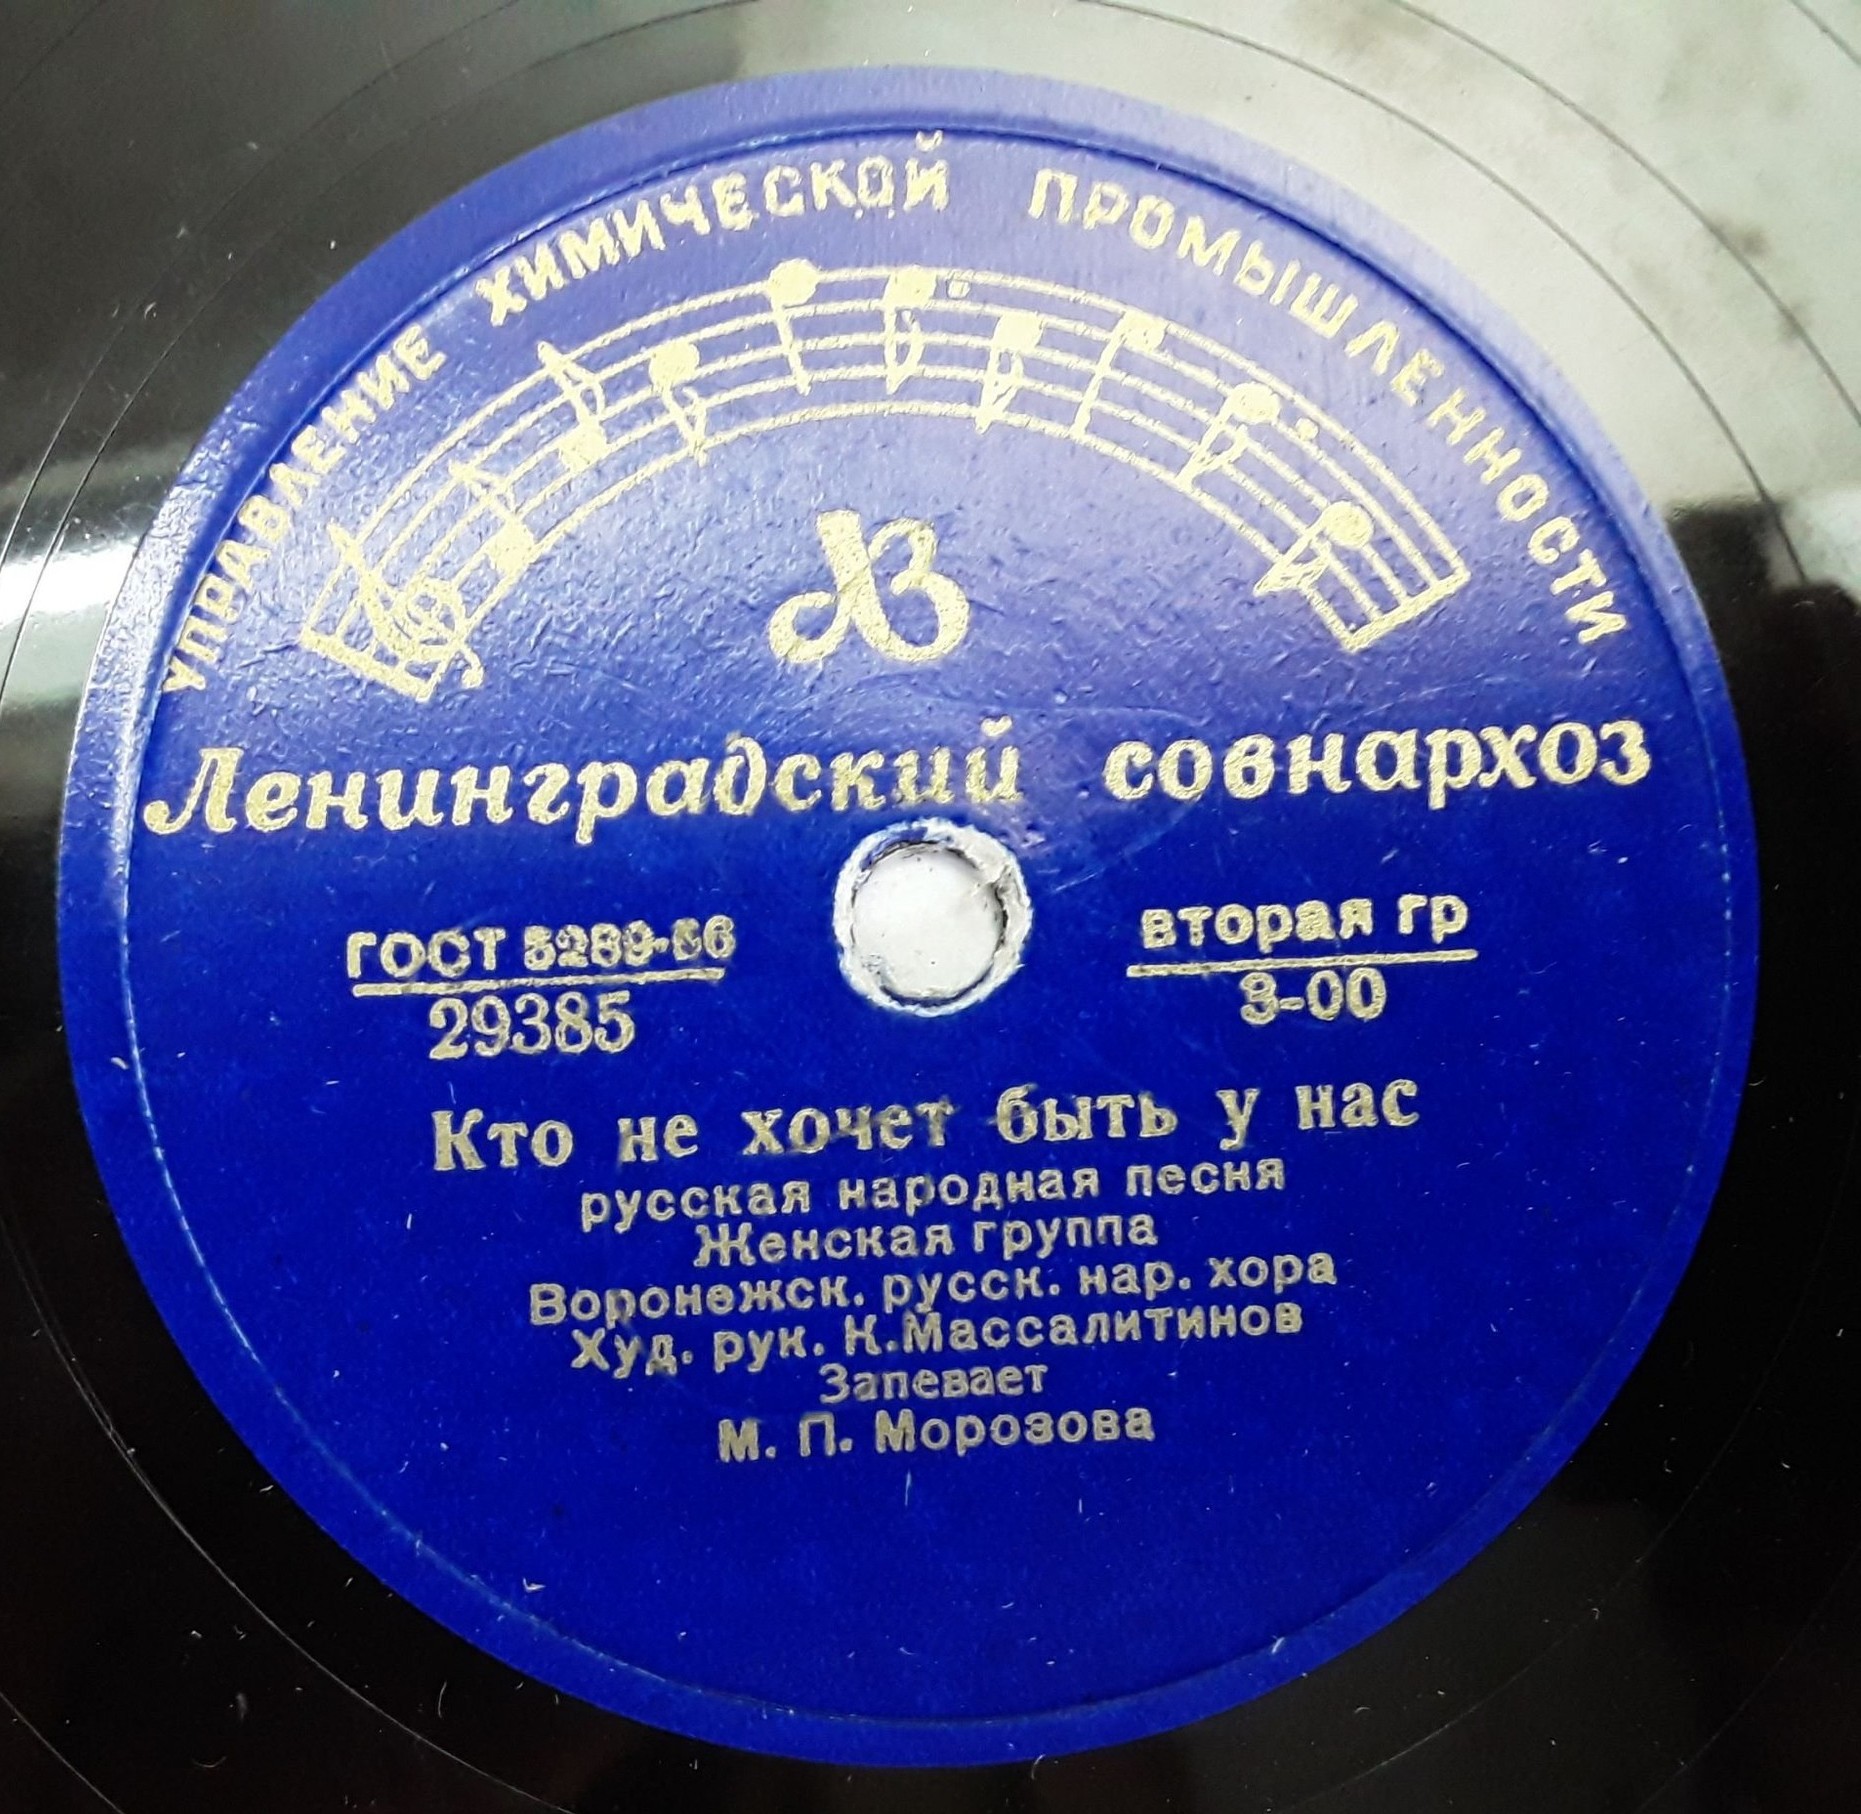 УПРАВЛЕНИЕ ХИМИЧЕСКОЙ ПРОМЫШЛЕННОСТИ
ЛВ
Ленинградский совнархоз
ГОСТ 5289-56
29385
вторая гр
3-00
Кто не хочет быть у нас
русская народная песня
Женская группа
Воронежск. русск. нар. хора
Худ. рук. К.Массалитинов
Запевает
М. П. Морозова